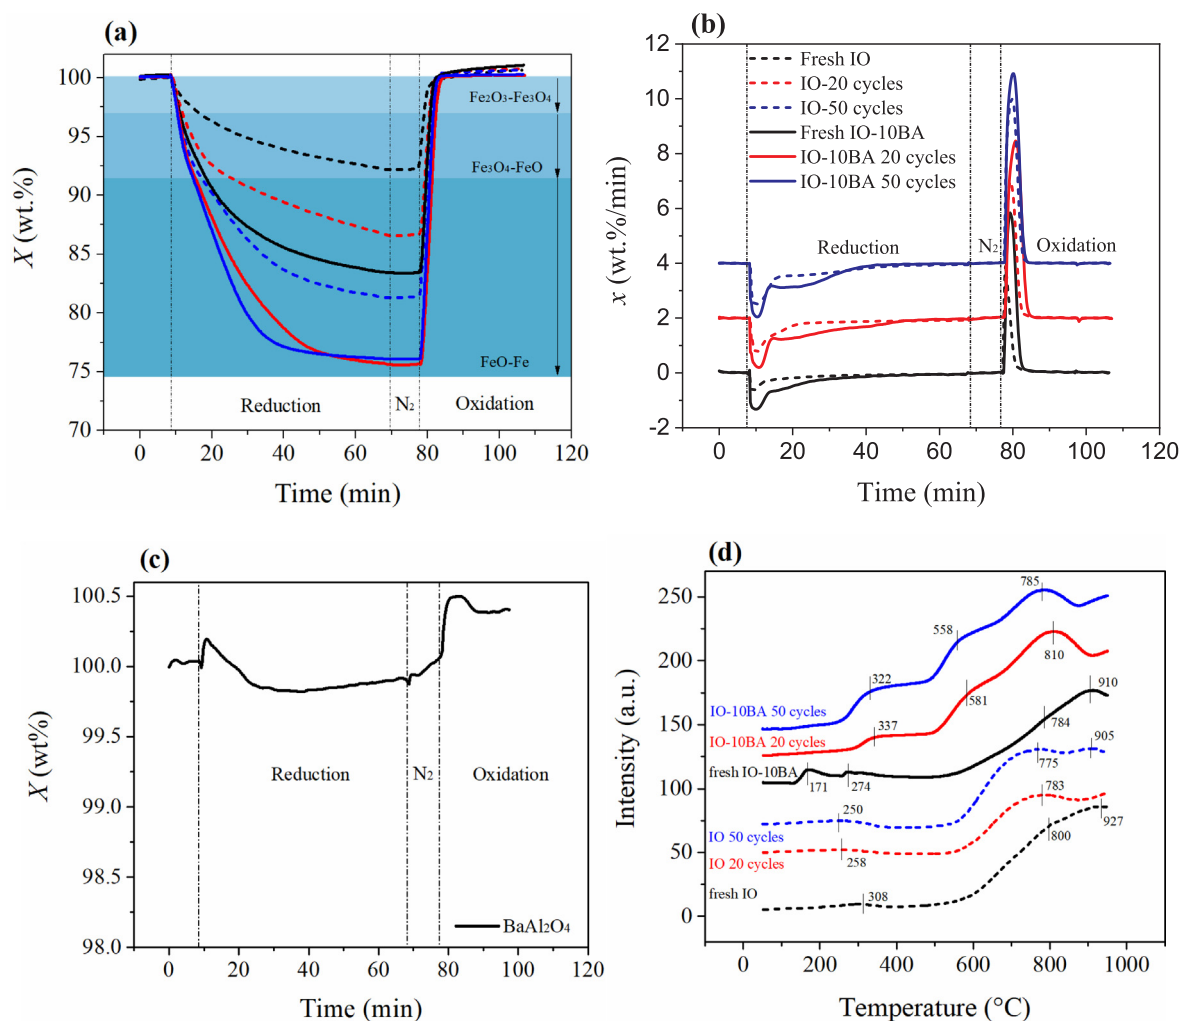 (a)
100
95
90
85
80
75
70
X (wt.%)
Fe₂O₃-Fe₃O₄
Fe₃O₄-FeO
FeO-Fe
Reduction
N₂
Oxidation
0
20
40
60
80
100
120
Time (min)
(b)
12
10
8
6
4
2
0
-2
x (wt.%/min)
Fresh IO
IO-20 cycles
IO-50 cycles
Fresh IO-10BA
IO-10BA 20 cycles
IO-10BA 50 cycles
Reduction
N₂
Oxidation
0
20
40
60
80
100
120
Time (min)
(c)
100.5
100.0
99.5
99.0
98.5
98.0
X (wt%)
Reduction
N₂
Oxidation
BaAl₂O₄
0
20
40
60
80
100
120
Time (min)
(d)
250
200
150
100
50
0
Intensity (a.u.)
785
558
322
IO-10BA 50 cycles
810
581
337
IO-10BA 20 cycles
910
784
fresh IO-10BA
171
274
905
775
250
IO 50 cycles
783
258
IO 20 cycles
927
800
308
fresh IO
0
200
400
600
800
1000
Temperature (°C)